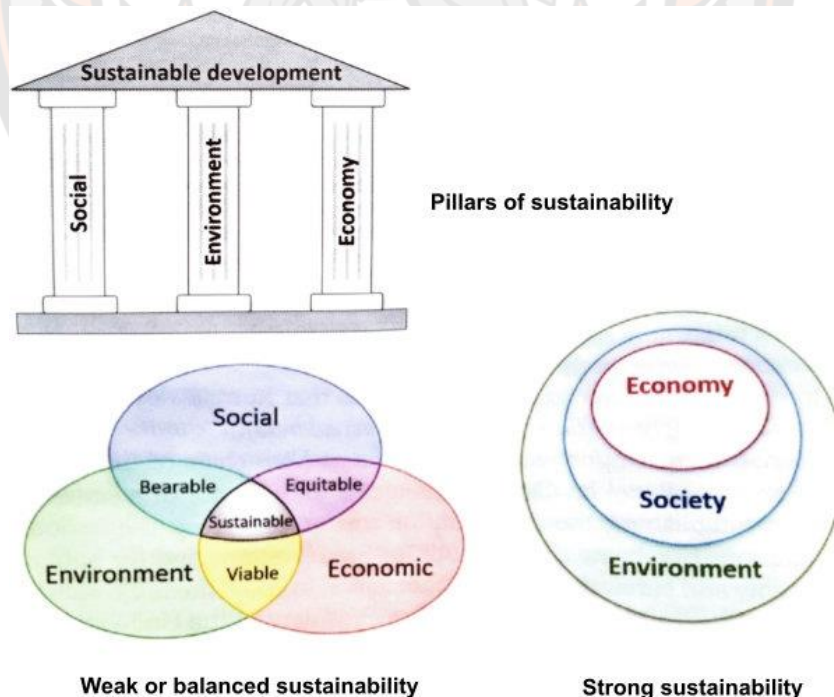 Sustainable development
Social
Environment
Economy
Pillars of sustainability
Social
Bearable
Equitable
Sustainable
Environment
Viable
Economic
Weak or balanced sustainability
Economy
Society
Environment
Strong sustainability